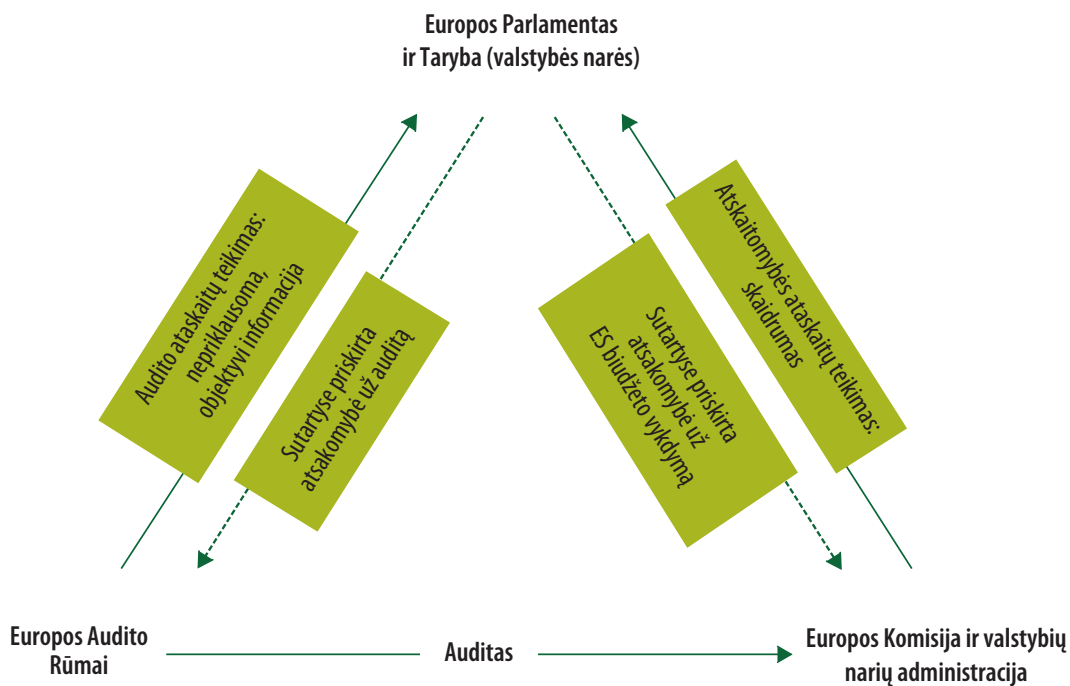 Europos Parlamentas
ir Taryba (valstybės narės)
Audito ataskaitų teikimas:
nepriklausoma,
objektyvi informacija
Sutartyse priskirta
atsakomybė už auditą
Sutartyse priskirta
atsakomybė už
ES biudžeto vykdymą
Atskaitomybės ataskaitų teikimas:
skaidrumas
Europos Audito
Rūmai
Auditas
Europos Komisija ir valstybių
narių administracija